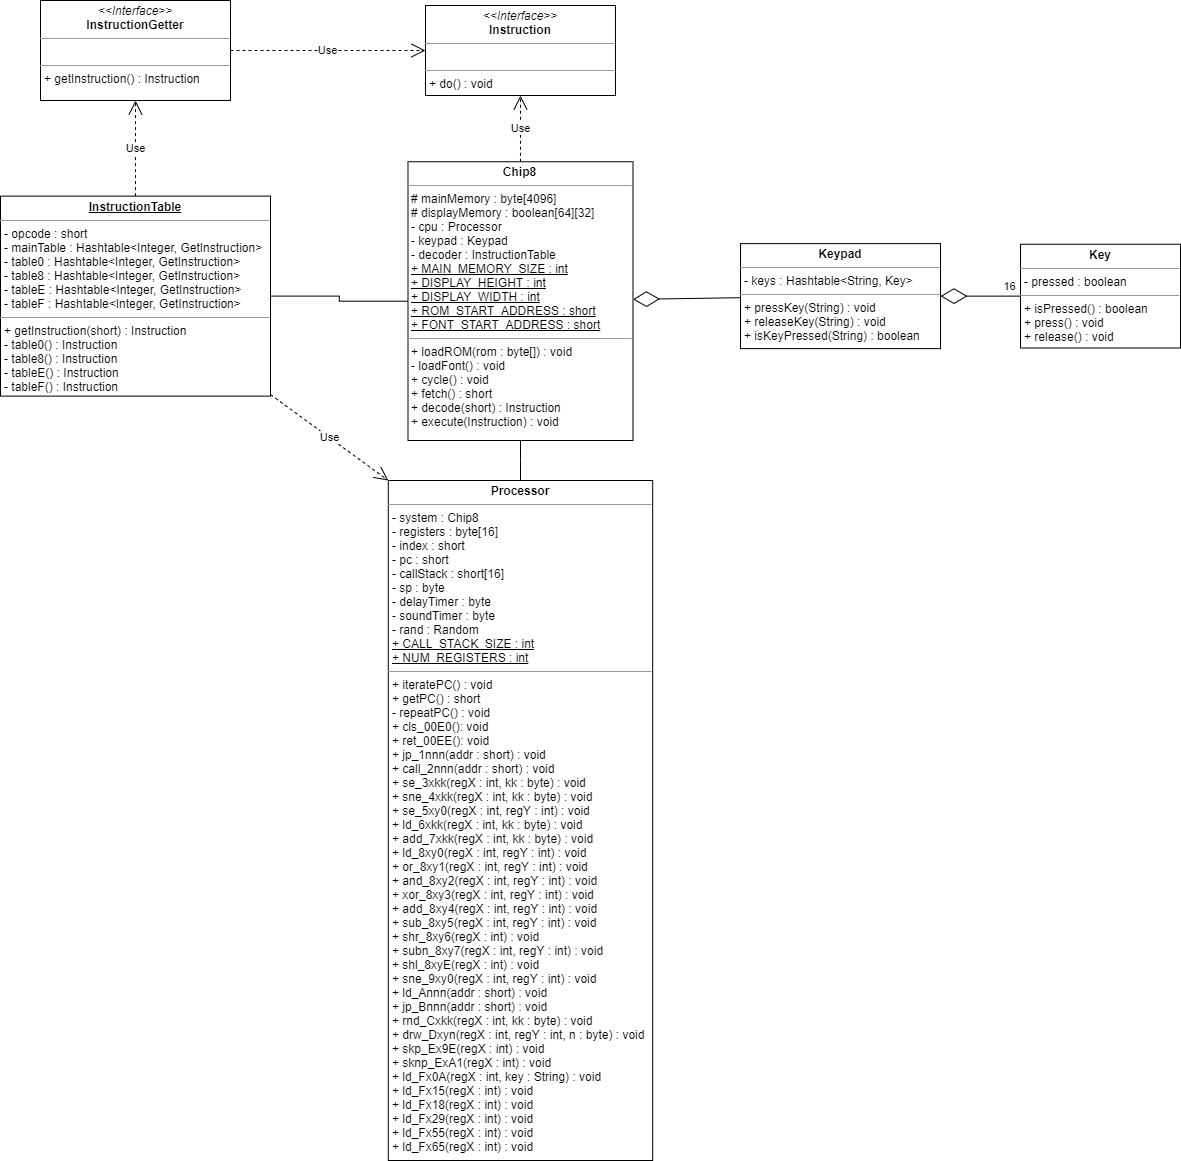 <<Interface>>
InstructionGetter
+ getInstruction() : Instruction
Use
<<Interface>>
Instruction
+ do() : void
Use
Use
InstructionTable
- opcode : short
- mainTable : Hashtable<Integer, GetInstruction>
- table0 : Hashtable<Integer, GetInstruction>
- table8 : Hashtable<Integer, GetInstruction>
- tableE : Hashtable<Integer, GetInstruction>
- tableF : Hashtable<Integer, GetInstruction>
+ getInstruction(short) : Instruction
- table0() : Instruction
- table8() : Instruction
- tableE() : Instruction
- tableF() : Instruction
Chip8
# mainMemory : byte[4096]
# displayMemory : boolean[64][32]
- cpu : Processor
- keypad : Keypad
- decoder : InstructionTable
+ MAIN_MEMORY_SIZE : int
+ DISPLAY_HEIGHT : int
+ DISPLAY_WIDTH : int
+ ROM_START_ADDRESS : short
+ FONT_START_ADDRESS : short
+ loadROM(rom : byte[]) : void
- loadFont() : void
+ cycle() : void
+ fetch() : short
+ decode(short) : Instruction
+ execute(Instruction) : void
Keypad
- keys : Hashtable<String, Key>
+ pressKey(String) : void
+ releaseKey(String) : void
+ isKeyPressed(String) : boolean
16
Key
- pressed : boolean
+ isPressed() : boolean
+ press() : void
+ release() : void
Use
Processor
- system : Chip8
- registers : byte[16]
- index : short
- pc : short
- callStack : short[16]
- sp : byte
- delayTimer : byte
- soundTimer : byte
- rand : Random
+ CALL_STACK_SIZE : int
+ NUM_REGISTERS : int
+ iteratePC() : void
+ getPC() : short
- repeatPC() : void
+ cls_00E0(): void
+ ret_00EE(): void
+ jp_1nnn(addr : short) : void
+ call_2nnn(addr : short) : void
+ se_3xkk(regX : int, kk : byte) : void
+ sne_4xkk(regX : int, kk : byte) : void
+ se_5xy0(regX : int, regY : int) : void
+ ld_6xkk(regX : int, kk : byte) : void
+ add_7xkk(regX : int, kk : byte) : void
+ ld_8xy0(regX : int, regY : int) : void
+ or_8xy1(regX : int, regY : int) : void
+ and_8xy2(regX : int, regY : int) : void
+ xor_8xy3(regX : int, regY : int) : void
+ add_8xy4(regX : int, regY : int) : void
+ sub_8xy5(regX : int, regY : int) : void
+ shr_8xy6(regX : int) : void
+ subn_8xy7(regX : int, regY : int) : void
+ shl_8xyE(regX : int) : void
+ sne_9xy0(regX : int, regY : int) : void
+ ld_Annn(addr : short) : void
+ jp_Bnnn(addr : short) : void
+ rnd_Cxkk(regX : int, kk : byte) : void
+ drw_Dxyn(regX : int, regY : int, n : byte) : void
+ skp_Ex9E(regX : int) : void
+ sknp_ExA1(regX : int) : void
+ ld_Fx0A(regX : int, key : String) : void
+ ld_Fx15(regX : int) : void
+ ld_Fx18(regX : int) : void
+ ld_Fx29(regX : int) : void
+ ld_Fx55(regX : int) : void
+ ld_Fx65(regX : int) : void